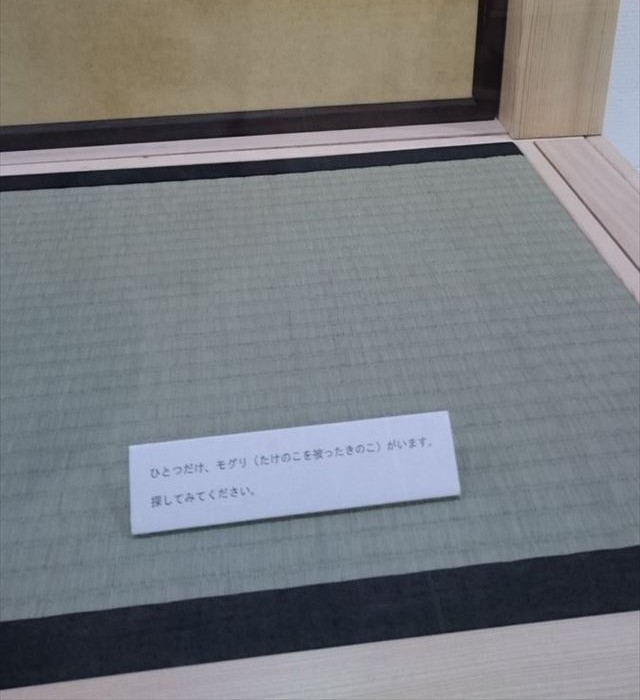 ひとつだけ、モグリ（たけのこを被ったきのこ）がいます。
探してみてください。